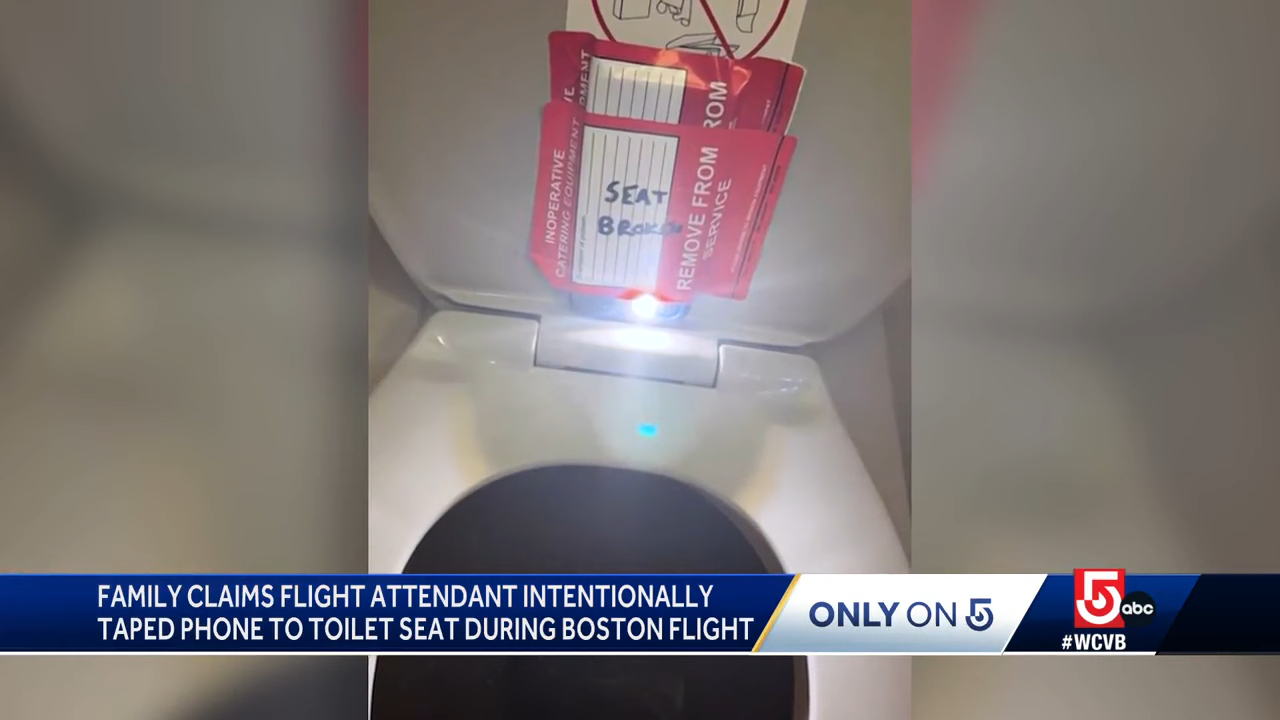 INOPERATIVE
CATERING EQUIPMENT
SEAT
BROKEN
REMOVE FROM
SERVICE
FAMILY CLAIMS FLIGHT ATTENDANT INTENTIONALLY
TAPED PHONE TO TOILET SEAT DURING BOSTON FLIGHT
ONLY ON 5
5 abc
#WCVB